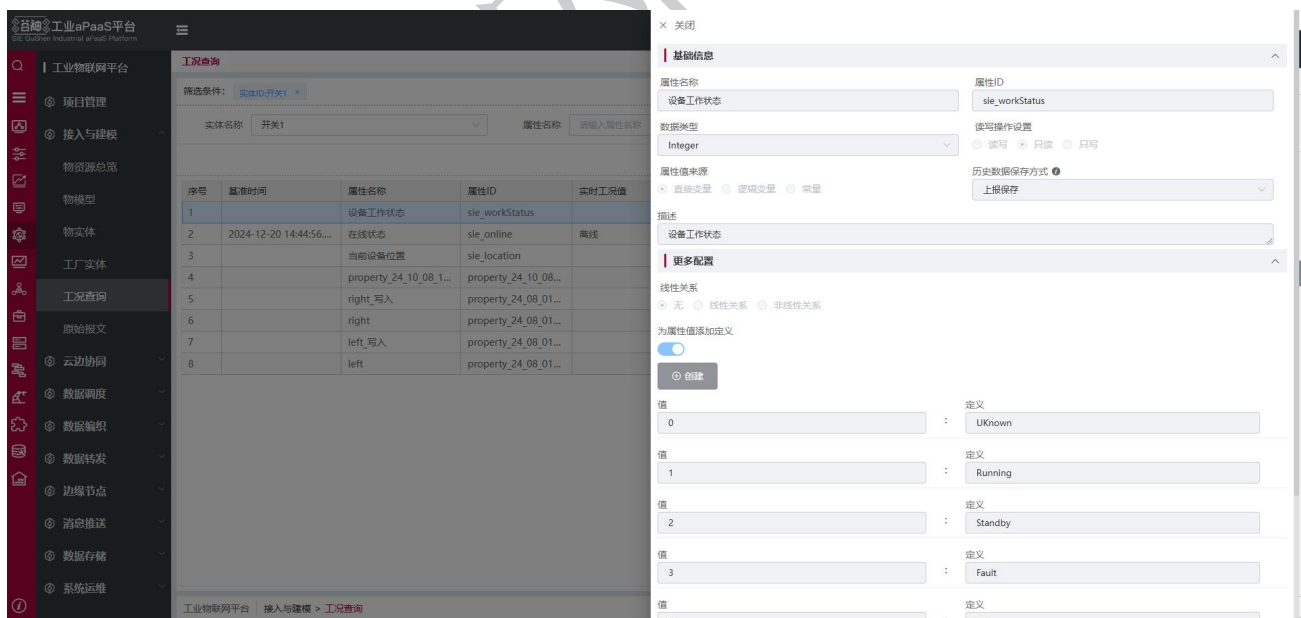 谷神 工业aPaaS平台
SIE GuShen Industrial aPaaS Platform
工业物联网平台
项目管理
接入与建模
物资源总览
物模型
物实体
工厂实体
工况查询
原始报文
云边协同
数据调度
数据编织
数据转发
边缘节点
消息推送
数据存储
系统运维
工况查询
筛选条件: 实体ID:开关1 ×
实体名称 开关1 属性名称 请输入属性名称
序号 基准时间 属性名称 属性ID 实时工况值
1 设备工作状态 sie_workStatus
2 2024-12-20 14:44:56.... 在线状态 sie_online 离线
3 当前设备位置 sie_location
4 property_24_10_08_1... property_24_10_08...
5 right_写入 property_24_08_01...
6 right property_24_08_01...
7 left_写入 property_24_08_01...
8 left property_24_08_01...
工业物联网平台 接入与建模 > 工况查询
× 关闭
基础信息
属性名称 属性ID
设备工作状态 sie_workStatus
数据类型 读写操作设置
Integer 读写 只读 只写
属性值来源 历史数据保存方式
直接变量 逻辑变量 常量 上报保存
描述
设备工作状态
更多配置
线性关系
无 线性关系 非线性关系
为属性值添加定义
创建
值 定义
0 : UKnown
值 定义
1 : Running
值 定义
2 : Standby
值 定义
3 : Fault
值 定义